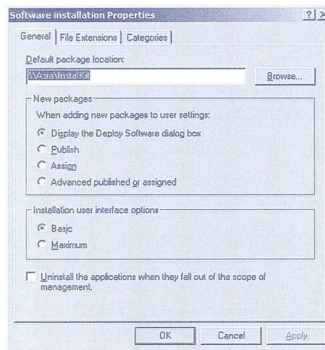 Software installation Properties
General
File Extensions
Categories
Default package location:
Browse...
New packages
When adding new packages to user settings:
Display the Deploy Software dialog box
Publish
Assign
Advanced published or assigned
Installation user interface options
Basic
Maximum
Uninstall the applications when they fall out of the scope of
management.
OK
Cancel
Apply